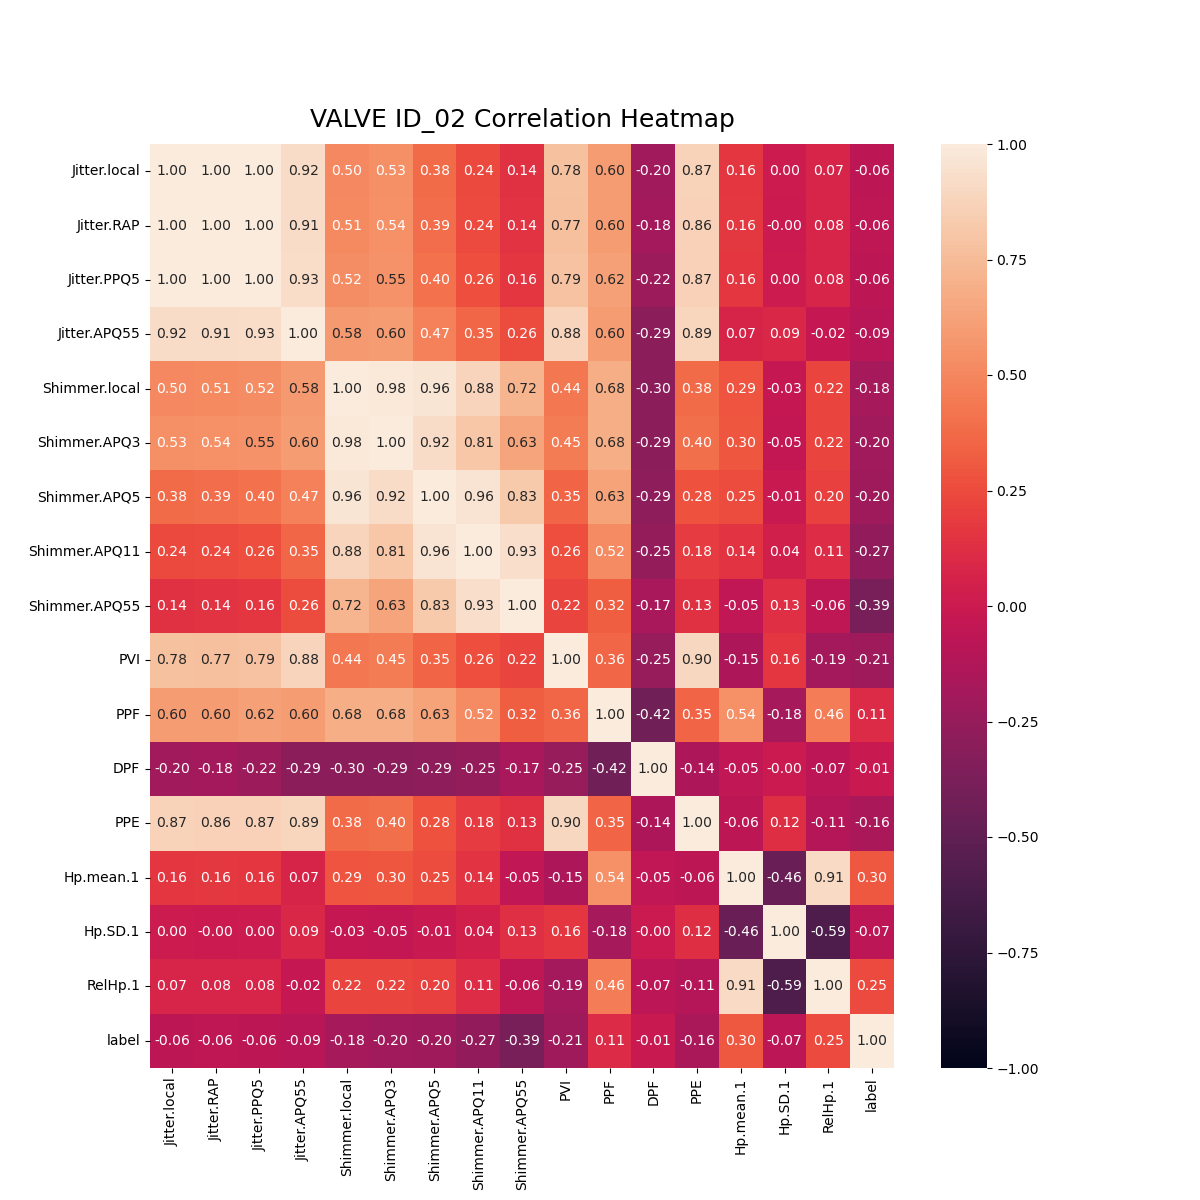 VALVE ID_02 Correlation Heatmap
Jitter.local 1.00 1.00 1.00 0.92 0.50 0.53 0.38 0.24 0.14 0.78 0.60 -0.20 0.87 0.16 0.00 0.07 -0.06
Jitter.RAP 1.00 1.00 1.00 0.91 0.51 0.54 0.39 0.24 0.14 0.77 0.60 -0.18 0.86 0.16 -0.00 0.08 -0.06
Jitter.PPQ5 1.00 1.00 1.00 0.93 0.52 0.55 0.40 0.26 0.16 0.79 0.62 -0.22 0.87 0.16 0.00 0.08 -0.06
Jitter.APQ55 0.92 0.91 0.93 1.00 0.58 0.60 0.47 0.35 0.26 0.88 0.60 -0.29 0.89 0.07 0.09 -0.02 -0.09
Shimmer.local 0.50 0.51 0.52 0.58 1.00 0.98 0.96 0.88 0.72 0.44 0.68 -0.30 0.38 0.29 -0.03 0.22 -0.18
Shimmer.APQ3 0.53 0.54 0.55 0.60 0.98 1.00 0.92 0.81 0.63 0.45 0.68 -0.29 0.40 0.30 -0.05 0.22 -0.20
Shimmer.APQ5 0.38 0.39 0.40 0.47 0.96 0.92 1.00 0.96 0.83 0.35 0.63 -0.29 0.28 0.25 -0.01 0.20 -0.20
Shimmer.APQ11 0.24 0.24 0.26 0.35 0.88 0.81 0.96 1.00 0.93 0.26 0.52 -0.25 0.18 0.14 0.04 0.11 -0.27
Shimmer.APQ55 0.14 0.14 0.16 0.26 0.72 0.63 0.83 0.93 1.00 0.22 0.32 -0.17 0.13 -0.05 0.13 -0.06 -0.39
PVI 0.78 0.77 0.79 0.88 0.44 0.45 0.35 0.26 0.22 1.00 0.36 -0.25 0.90 -0.15 0.16 -0.19 -0.21
PPF 0.60 0.60 0.62 0.60 0.68 0.68 0.63 0.52 0.32 0.36 1.00 -0.42 0.35 0.54 -0.18 0.46 0.11
DPF -0.20 -0.18 -0.22 -0.29 -0.30 -0.29 -0.29 -0.25 -0.17 -0.25 -0.42 1.00 -0.14 -0.05 -0.00 -0.07 -0.01
PPE 0.87 0.86 0.87 0.89 0.38 0.40 0.28 0.18 0.13 0.90 0.35 -0.14 1.00 -0.06 0.12 -0.11 -0.16
Hp.mean.1 0.16 0.16 0.16 0.07 0.29 0.30 0.25 0.14 -0.05 -0.15 0.54 -0.05 -0.06 1.00 -0.46 0.91 0.30
Hp.SD.1 0.00 -0.00 0.00 0.09 -0.03 -0.05 -0.01 0.04 0.13 0.16 -0.18 -0.00 0.12 -0.46 1.00 -0.59 -0.07
RelHp.1 0.07 0.08 0.08 -0.02 0.22 0.22 0.20 0.11 -0.06 -0.19 0.46 -0.07 -0.11 0.91 -0.59 1.00 0.25
label -0.06 -0.06 -0.06 -0.09 -0.18 -0.20 -0.20 -0.27 -0.39 -0.21 0.11 -0.01 -0.16 0.30 -0.07 0.25 1.00
Jitter.local
Jitter.RAP
Jitter.PPQ5
Jitter.APQ55
Shimmer.local
Shimmer.APQ3
Shimmer.APQ5
Shimmer.APQ11
Shimmer.APQ55
PVI
PPF
DPF
PPE
Hp.mean.1
Hp.SD.1
RelHp.1
label
1.00
0.75
0.50
0.25
0.00
−0.25
−0.50
−0.75
−1.00